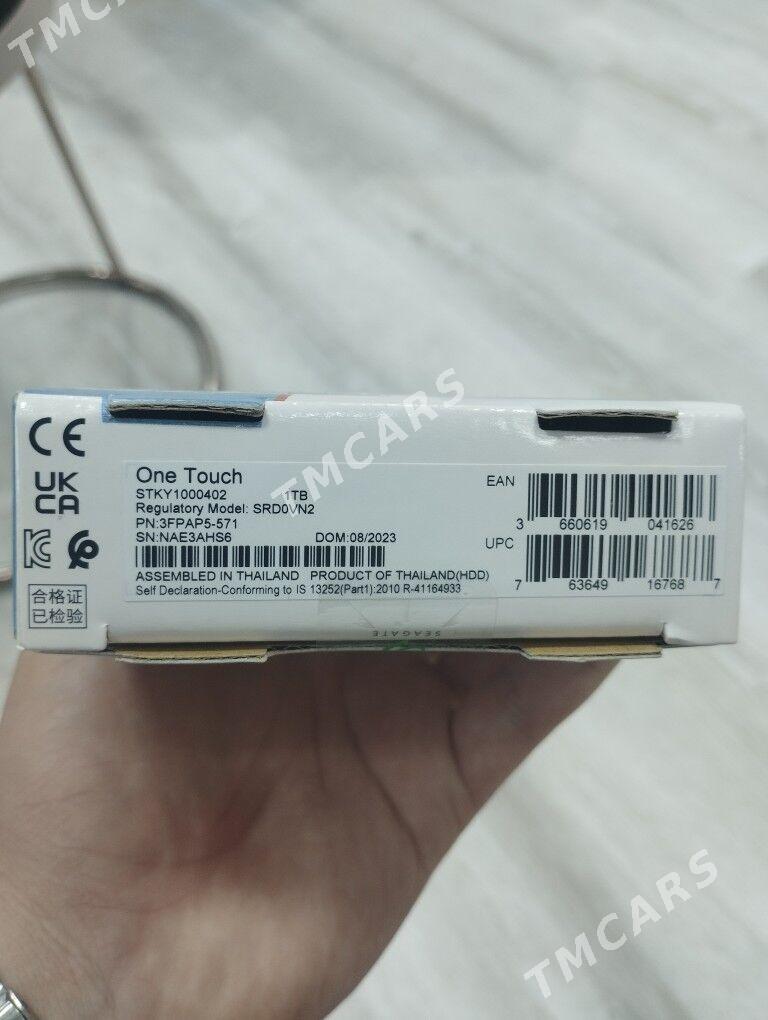 TMCARS
CE
UK
CA
合格证
已检验
One Touch
STKY1000402 1TB
Regulatory Model: SRD0VN2
PN:3FPAP5-571
SN:NAE3AHS6 DOM:08/2023
ASSEMBLED IN THAILAND PRODUCT OF THAILAND(HDD)
Self Declaration-Conforming to IS 13252(Part1):2010 R-41164933
EAN
3 660619 041626
UPC
7 63649 16768 7
SEAGATE
TMCARS
TMCARS
TMCARS